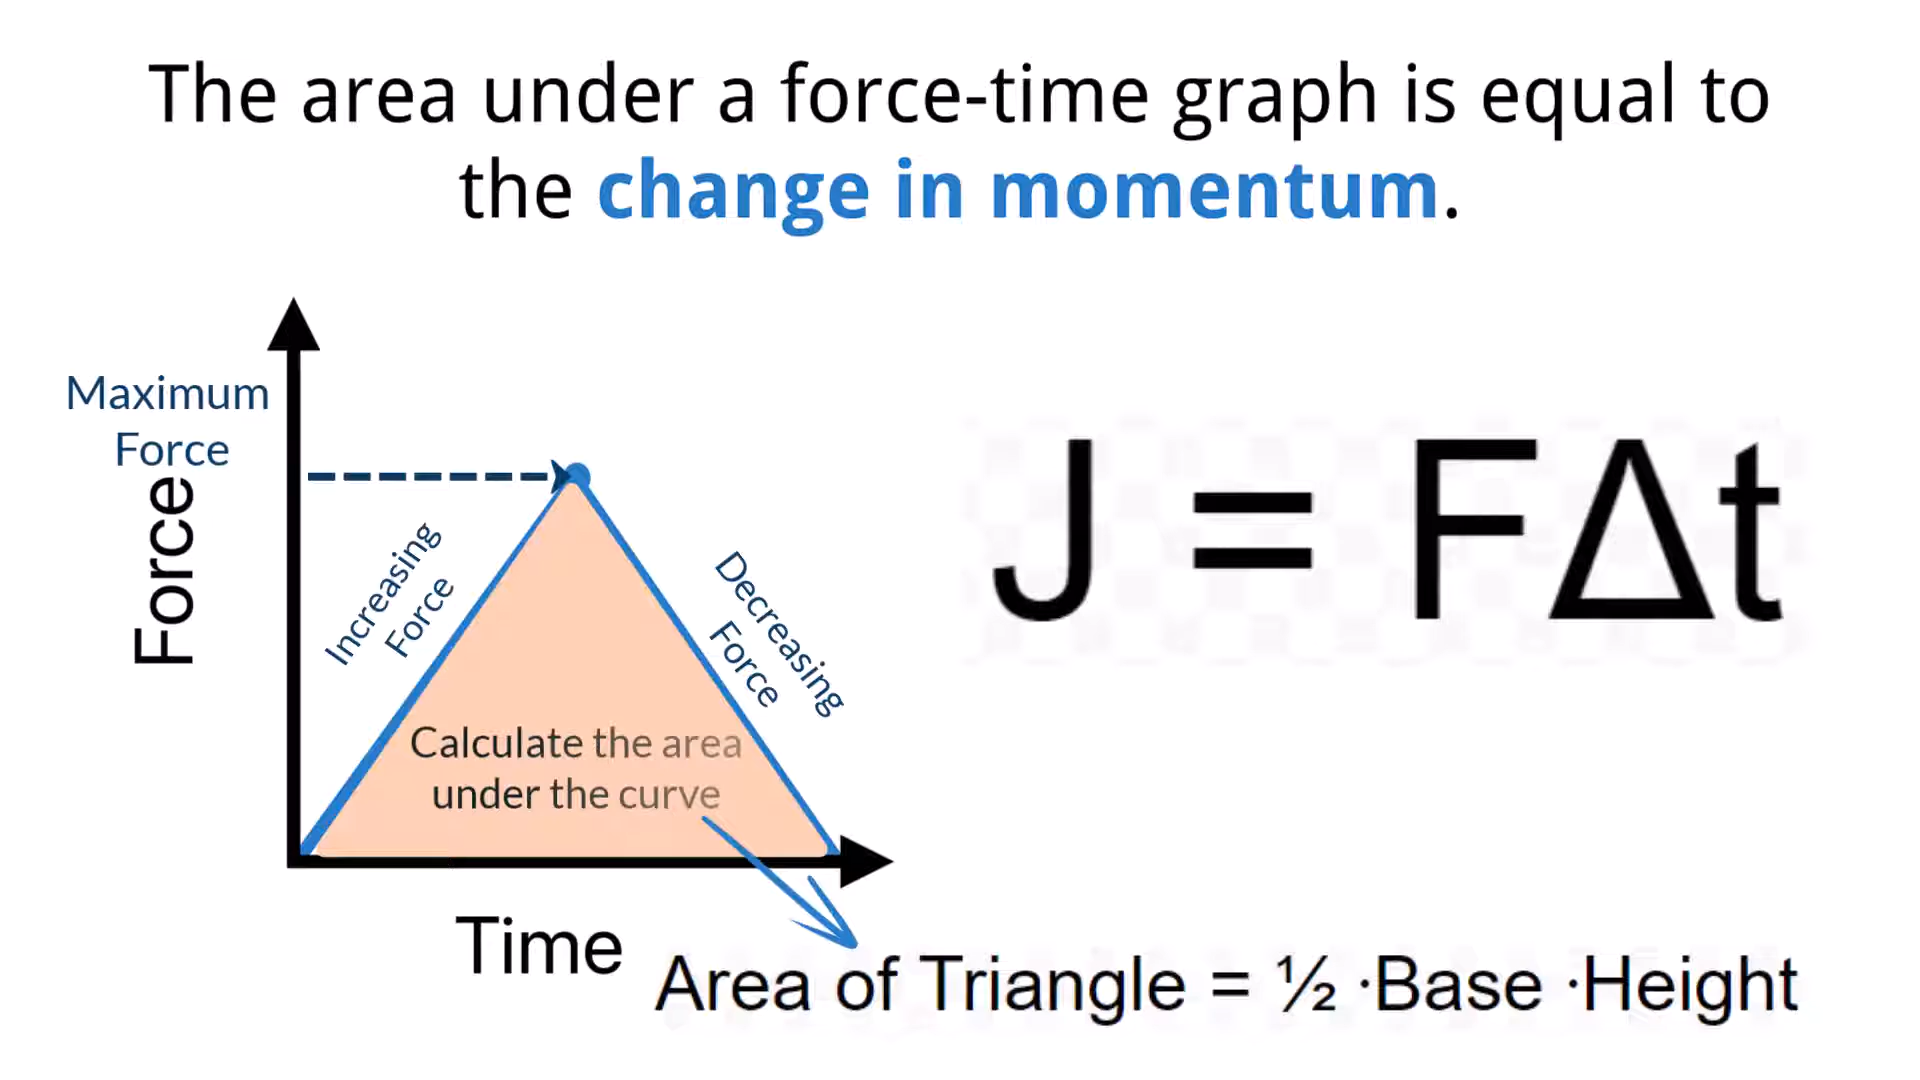 The area under a force-time graph is equal to
the change in momentum.
Maximum
Force
Force
Increasing
Force
Decreasing
Force
Calculate the area
under the curve
J = FΔt
Time
Area of Triangle = ½ ·Base ·Height